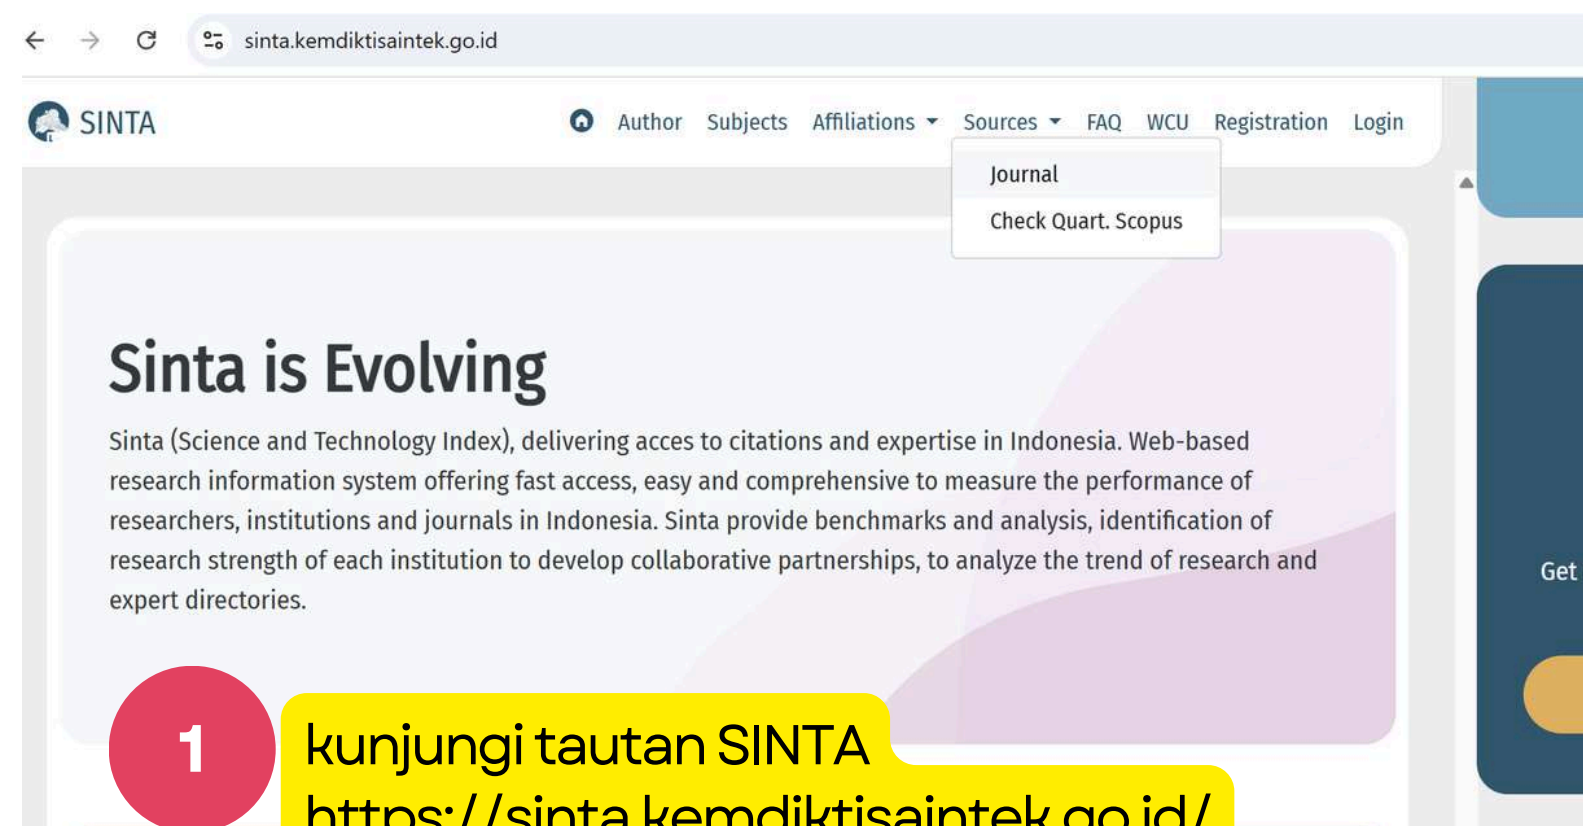 sinta.kemdiktisaintek.go.id
SINTA
Author Subjects Affiliations Sources FAQ WCU Registration Login
Journal
Check Quart. Scopus
Sinta is Evolving
Sinta (Science and Technology Index), delivering acces to citations and expertise in Indonesia. Web-based
research information system offering fast access, easy and comprehensive to measure the performance of
researchers, institutions and journals in Indonesia. Sinta provide benchmarks and analysis, identification of
research strength of each institution to develop collaborative partnerships, to analyze the trend of research and
expert directories.
Get
1
kunjungi tautan SINTA
https://sinta.kemdiktisaintek.go.id/